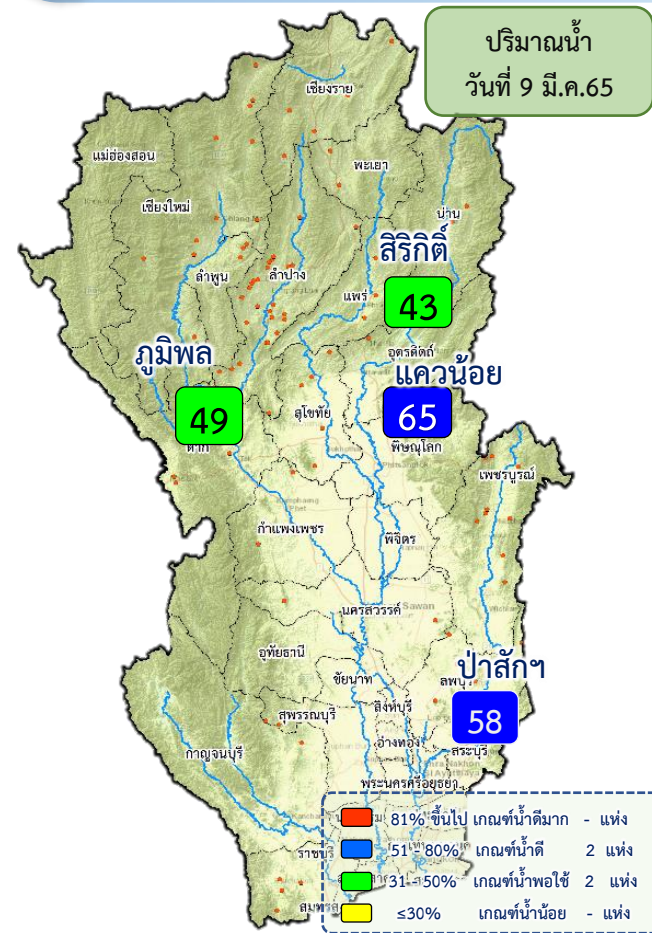 ปริมาณน้ำ
วันที่ 9 มี.ค.65
เชียงราย
แม่ฮ่องสอน
พะเยา
เชียงใหม่
น่าน
สิริกิติ์
ลำพูน
ลำปาง
แพร่
43
อุตรดิตถ์
ภูมิพล
แควน้อย
49
สุโขทัย
65
ตาก
พิษณุโลก
เพชรบูรณ์
กำแพงเพชร
พิจิตร
นครสวรรค์
Sawan
อุทัยธานี
ป่าสักฯ
ชัยนาท
ลพบุรี
สุพรรณบุรี
สิงห์บุรี
58
อ่างทอง
กาญจนบุรี
สระบุรี
พระนครศรีอยุธยา
81% ขึ้นไป เกณฑ์น้ำดีมาก - แห่ง
51 - 80% เกณฑ์น้ำดี 2 แห่ง
ราชบุรี
31 - 50% เกณฑ์น้ำพอใช้ 2 แห่ง
≤30% เกณฑ์น้ำน้อย - แห่ง